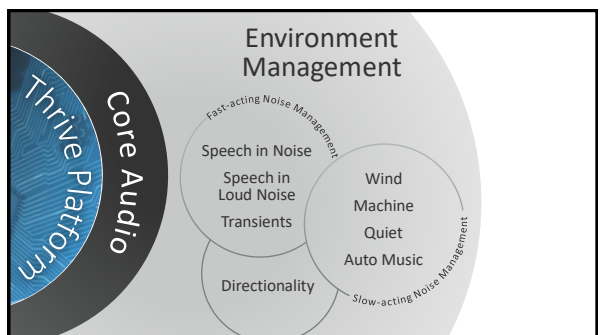 Environment
Management
Thrive Platform
Core Audio
Fast-acting Noise Management
Speech in Noise
Speech in
Loud Noise
Transients
Wind
Machine
Quiet
Auto Music
Slow-acting Noise Management
Directionality